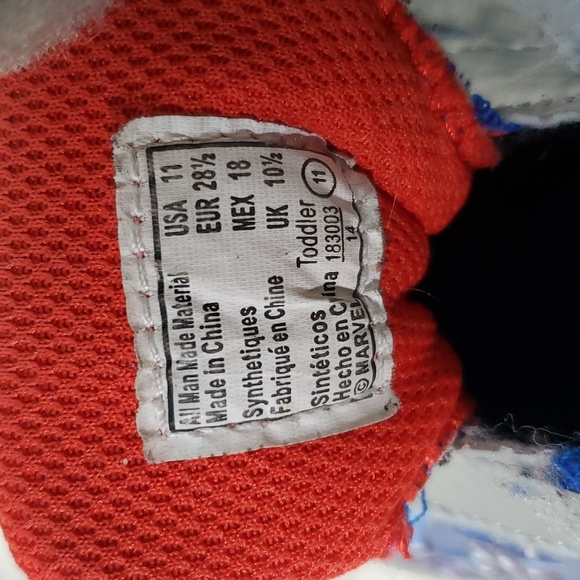 All Man Made Material USA 11
Made in China EUR 28½
Synthetiques MEX 18
Fabriqué en Chine UK 10½
Sintéticos Toddler 11
Hecho en China 183003
© MARVEL 14